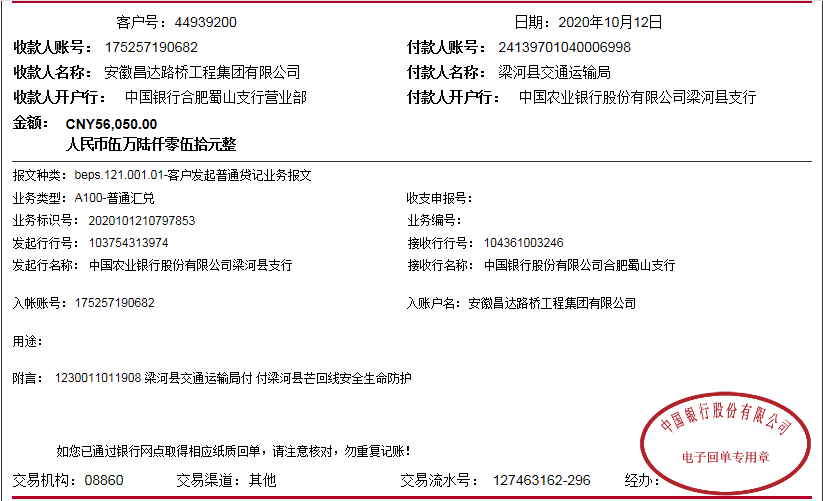 客户号：44939200 日期：2020年10月12日
收款人账号：175257190682 付款人账号：24139701040006998
收款人名称：安徽昌达路桥工程集团有限公司 付款人名称：梁河县交通运输局
收款人开户行：中国银行合肥蜀山支行营业部 付款人开户行：中国农业银行股份有限公司梁河县支行
金额：CNY56,050.00
人民币伍万陆仟零伍拾元整
报文种类：beps.121.001.01-客户发起普通贷记业务报文
业务类型：A100-普通汇兑 收支申报号：
业务标识号：2020101210797853 业务编号：
发起行行号：103754313974 接收行行号：104361003246
发起行名称：中国农业银行股份有限公司梁河县支行 接收行名称：中国银行股份有限公司合肥蜀山支行
入帐账号：175257190682 入账户名：安徽昌达路桥工程集团有限公司
用途：
附言：1230011011908 梁河县交通运输局付 付梁河县芒回线安全生命防护
中国银行股份有限公司
电子回单专用章
如您已通过银行网点取得相应纸质回单，请注意核对，勿重复记账！
交易机构：08860 交易渠道：其他 交易流水号：127463162-296 经办：